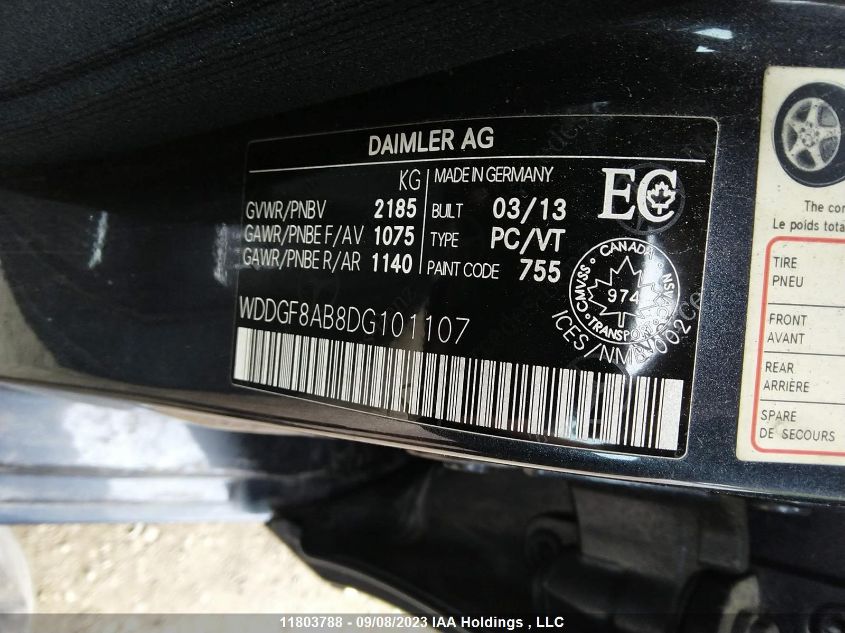 DAIMLER AG
KG MADE IN GERMANY
GVWR/PNBV 2185 BUILT 03/13
GAWR/PNBE F/AV 1075 TYPE PC/VT
GAWR/PNBE R/AR 1140 PAINT CODE 755
EC
CANADA
CMVSS 974 NSVAC
TRANSPORT
WDDGF8AB8DG101107
ICES/NMB-002
The con
Le poids tota
TIRE
PNEU
FRONT
AVANT
REAR
ARRIÈRE
SPARE
DE SECOURS
11803788 - 09/08/2023 IAA Holdings , LLC